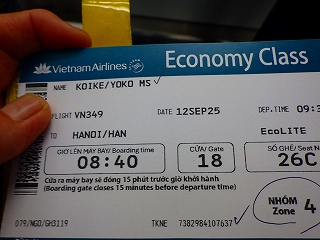 Vietnam Airlines Economy Class
NAME KOIKE/YOKO MS
FLIGHT VN349 DATE 12SEP25 DEP.TIME 09:3
TO HANOI/HAN EcoLITE
GIỜ LÊN MÁY BAY/Boarding time CỬA/Gate SỐ GHẾ/Seat N
08:40 18 26C
Cửa ra máy bay sẽ đóng 15 phút trước giờ khởi hành
(Boarding gate closes 15 minutes before departure time)
NHÓM
Zone 4
079/NGO/GH3119 TKNE 7382984107637